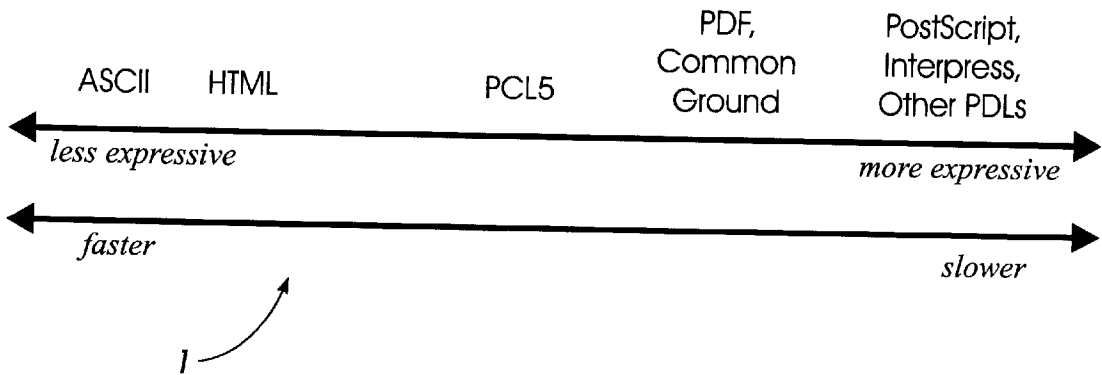 ASCII
HTML
PCL5
PDF,
Common
Ground
PostScript,
Interpress,
Other PDLs
less expressive
more expressive
faster
slower
1